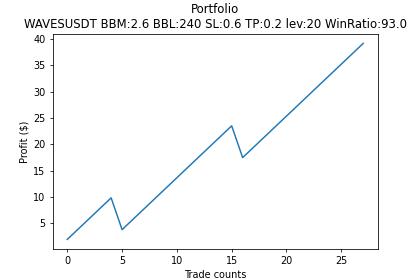 Portfolio
WAVESUSDT BBM:2.6 BBL:240 SL:0.6 TP:0.2 lev:20 WinRatio:93.0
40
35
30
25
20
15
10
5
Profit ($)
0 5 10 15 20 25
Trade counts